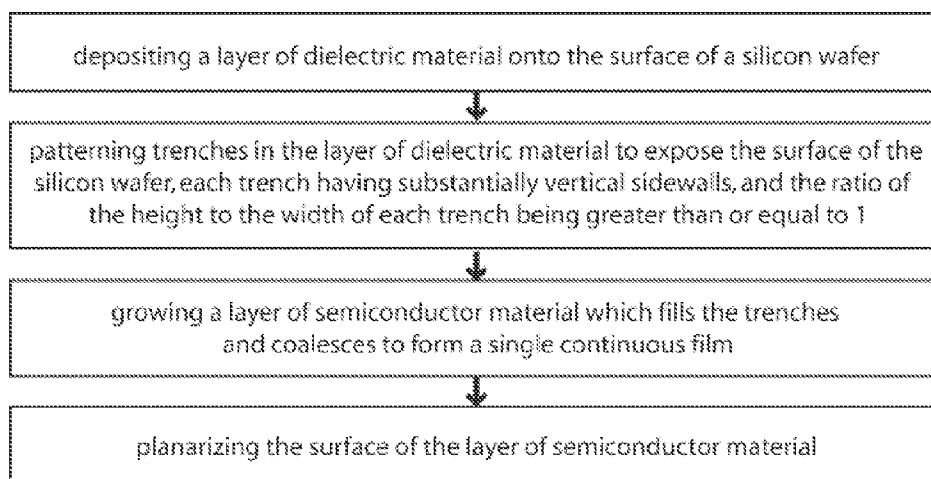 depositing a layer of dielectric material onto the surface of a silicon wafer
patterning trenches in the layer of dielectric material to expose the surface of the
silicon wafer, each trench having substantially vertical sidewalls, and the ratio of
the height to the width of each trench being greater than or equal to 1
growing a layer of semiconductor material which fills the trenches
and coalesces to form a single continuous film
planarizing the surface of the layer of semiconductor material